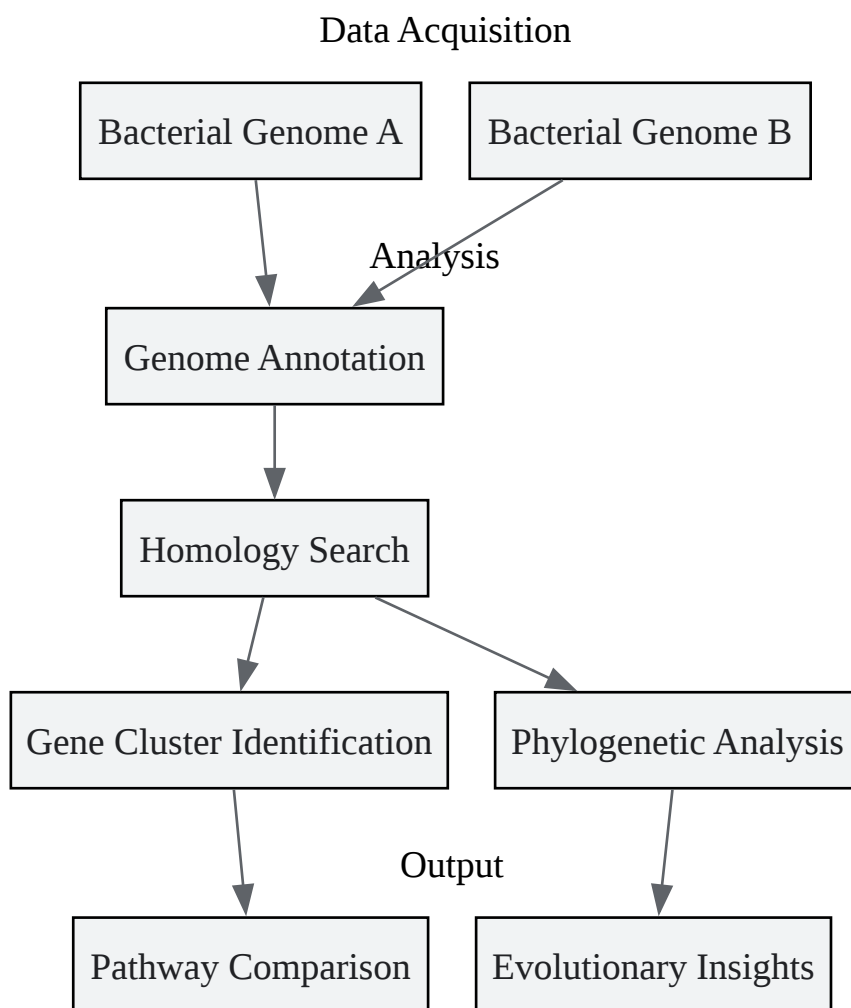 Data Acquisition
Bacterial Genome A
Bacterial Genome B
Analysis
Genome Annotation
Homology Search
Gene Cluster Identification
Phylogenetic Analysis
Output
Pathway Comparison
Evolutionary Insights